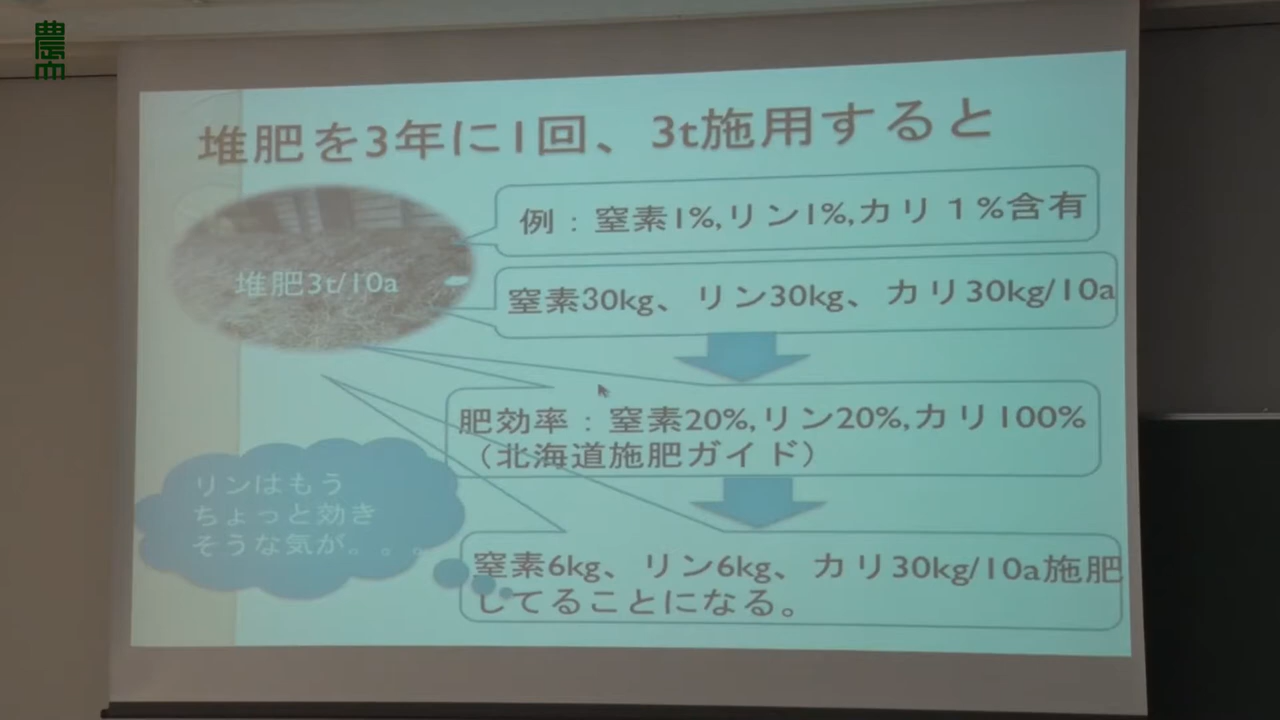 農
堆肥を3年に1回、3t施用すると
例：窒素1%,リン1%,カリ１%含有
堆肥3t/10a
窒素30kg、リン30kg、カリ30kg/10a
肥効率：窒素20%,リン20%,カリ100%
（北海道施肥ガイド）
リンはもう
ちょっと効き
そうな気が。。。
窒素6kg、リン6kg、カリ30kg/10a施肥
してることになる。